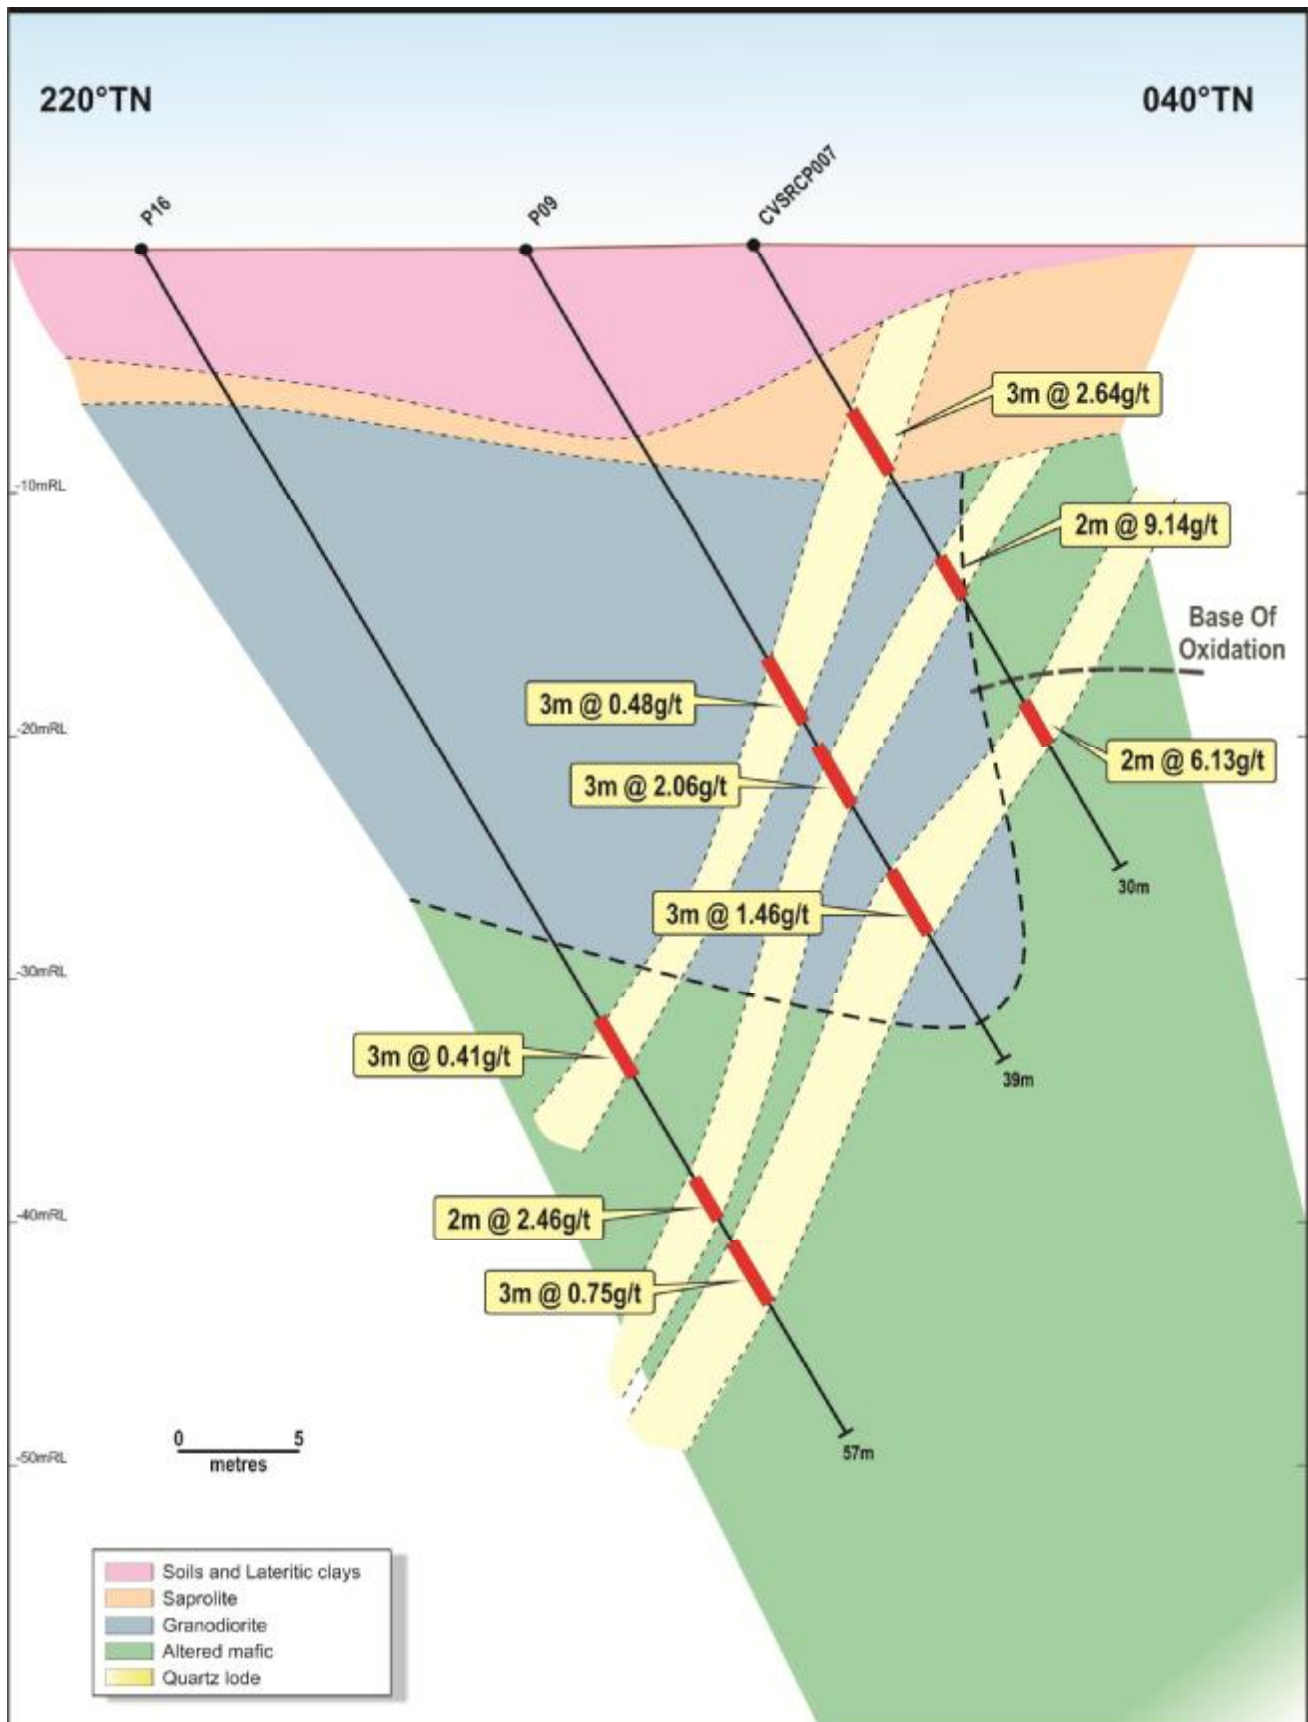 220°TN
040°TN
P16
P09
CVSRCP007
3m @ 2.64g/t
-10mRL
2m @ 9.14g/t
Base Of
Oxidation
3m @ 0.48g/t
-20mRL
2m @ 6.13g/t
3m @ 2.06g/t
30m
3m @ 1.46g/t
-30mRL
3m @ 0.41g/t
39m
-40mRL
2m @ 2.46g/t
3m @ 0.75g/t
0 5
metres
57m
-50mRL
Soils and Lateritic clays
Saprolite
Granodiorite
Altered mafic
Quartz lode